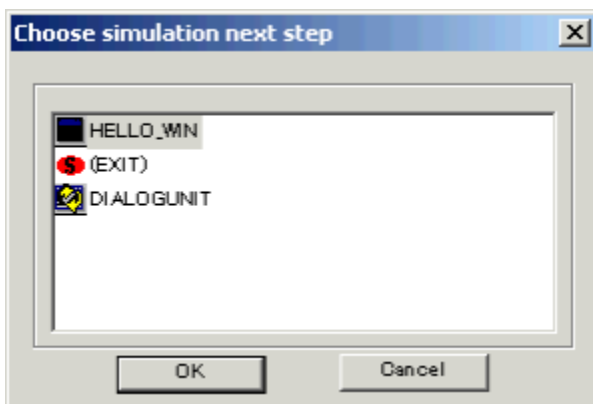 Choose simulation next step
HELLO_WIN
(EXIT)
DIALOGUNIT
OK Cancel